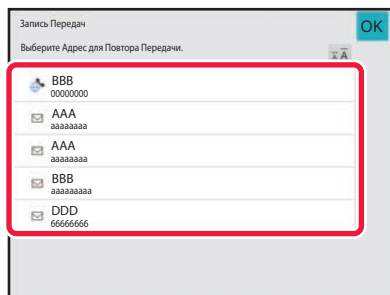 Запись Передач
OK
Выберите Адрес для Повтора Передачи.
BBB
00000000
AAA
aaaaaaaa
AAA
aaaaaaaa
BBB
aaaaaaaaa
DDD
66666666